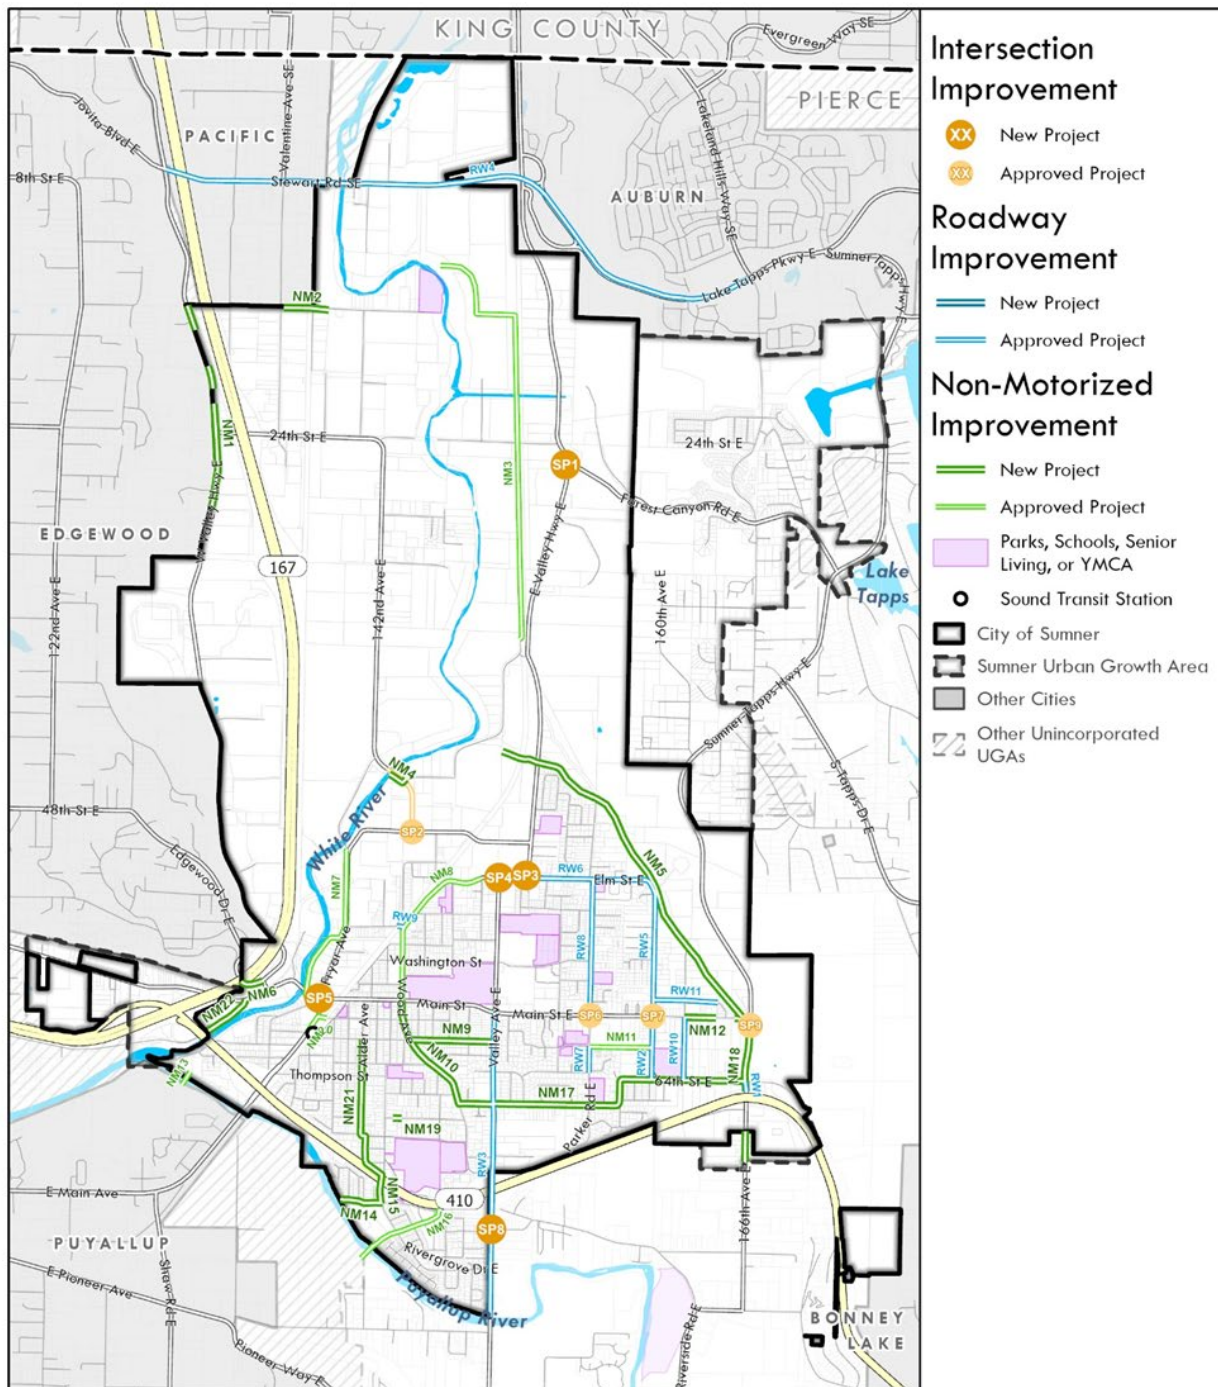 KING COUNTY
Evergreen Way SE
PIERCE
Jovita Blvd E
PACIFIC
Valentine Ave SE
Lakeland Hills Way SE
8th St E
Stewart Rd SE
RW4
AUBURN
Lake Tapps Pkwy E
Sumner Tapps Hwy E
NM2
NM1
24th St E
24th St E
NM3
SP1
W Valley Hwy E
Forest Canyon Rd E
EDGEWOOD
E Valley Hwy E
167
Lake
Tapps
122nd Ave E
142nd Ave E
160th Ave E
Sumner Tapps Hwy E
S Tapps Dr E
NM4
48th St E
White River
SP2
Edgewood Dr E
NM7
NM8
SP4
SP3
RW6
Elm St E
NM5
RW9
RW8
RW5
Fryar Ave
Washington St
NM6
NM22
SP5
Main St
Wood Ave
Valley Ave E
Main St E
SP6
SP7
RW11
NM12
SP9
Alder Ave
NM9
NM11
NM10
RW7
RW2
RW10
NM18
NM13
Thompson St
64th St E
RW1
NM21
NM17
Parker Rd E
NM19
RW3
E Main Ave
NM15
410
NM14
NM16
SP8
166th Ave E
PUYALLUP
Rivergrove Dr E
E Pioneer Ave
Shaw Rd E
Puyallup River
Riverside Rd E
BONNEY
LAKE
Pioneer Way E
Intersection
Improvement
XX New Project
XX Approved Project
Roadway
Improvement
New Project
Approved Project
Non-Motorized
Improvement
New Project
Approved Project
Parks, Schools, Senior
Living, or YMCA
Sound Transit Station
City of Sumner
Sumner Urban Growth Area
Other Cities
Other Unincorporated
UGAs